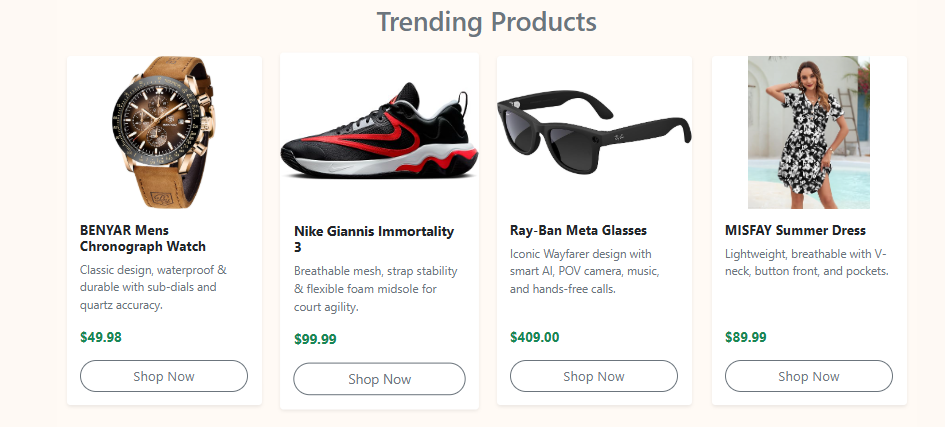 Trending Products
BENYAR Mens
Chronograph Watch
Classic design, waterproof &
durable with sub-dials and
quartz accuracy.
$49.98
Shop Now
Nike Giannis Immortality
3
Breathable mesh, strap stability
& flexible foam midsole for
court agility.
$99.99
Shop Now
Ray-Ban Meta Glasses
Iconic Wayfarer design with
smart AI, POV camera, music,
and hands-free calls.
$409.00
Shop Now
MISFAY Summer Dress
Lightweight, breathable with V-
neck, button front, and pockets.
$89.99
Shop Now